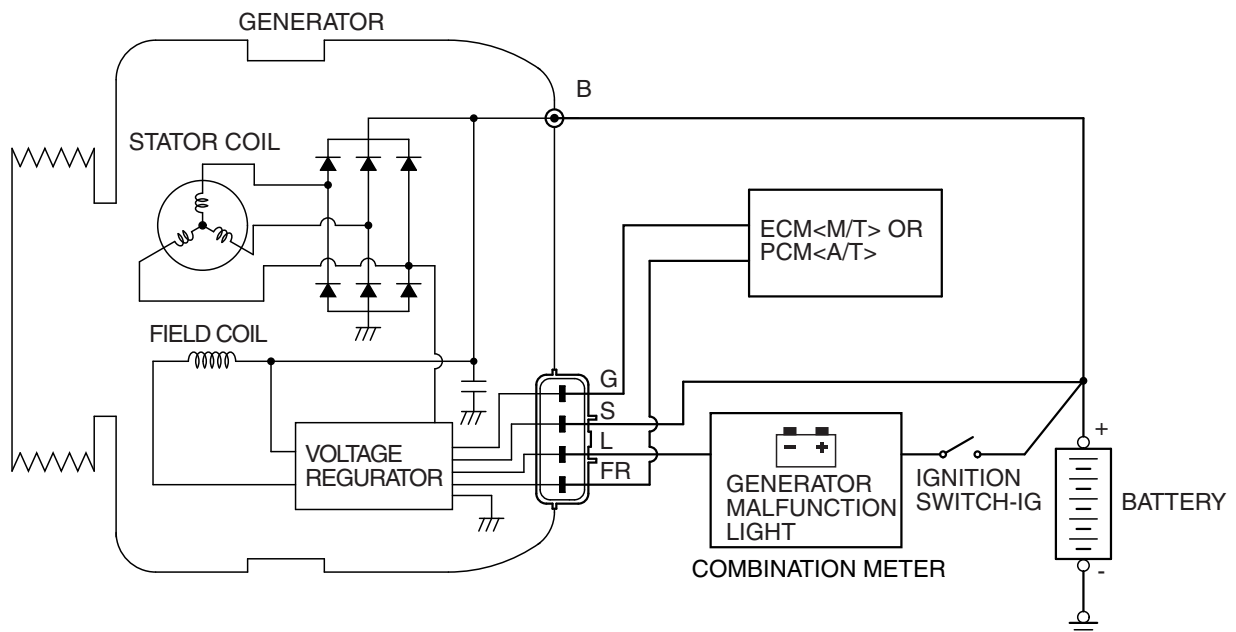 GENERATOR
B
STATOR COIL
ECM<M/T> OR
PCM<A/T>
FIELD COIL
G
S
L
FR
VOLTAGE
REGURATOR
- +
GENERATOR
MALFUNCTION
LIGHT
IGNITION
SWITCH-IG
+
BATTERY
-
COMBINATION METER